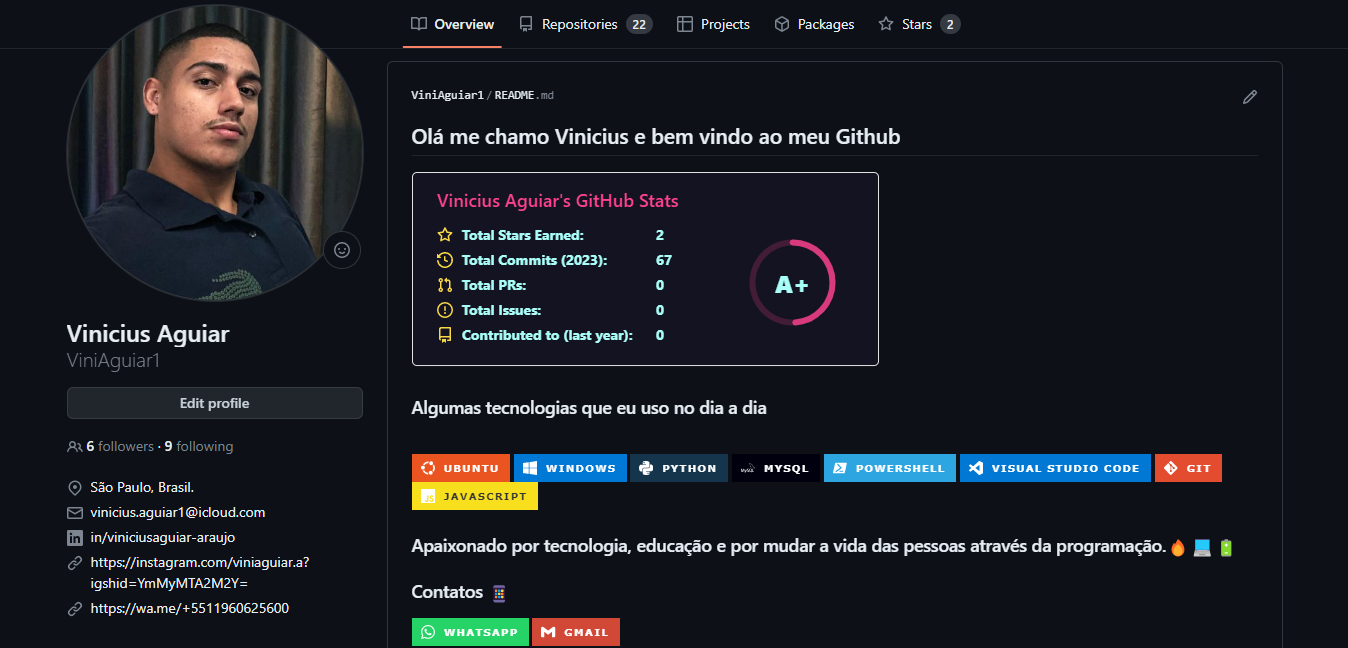 Overview
Repositories 22
Projects
Packages
Stars 2
ViniAguiar1/README.md
Olá me chamo Vinicius e bem vindo ao meu Github
Vinicius Aguiar's GitHub Stats
Total Stars Earned: 2
Total Commits (2023): 67
Total PRs: 0
Total Issues: 0
Contributed to (last year): 0
A+
Vinicius Aguiar
ViniAguiar1
Edit profile
6 followers · 9 following
São Paulo, Brasil.
vinicius.aguiar1@icloud.com
in/viniciusaguiar-araujo
https://instagram.com/viniaguiar.a?
igshid=YmMyMTA2M2Y=
https://wa.me/+5511960625600
Algumas tecnologias que eu uso no dia a dia
UBUNTU
WINDOWS
PYTHON
MySQL MYSQL
POWERSHELL
VISUAL STUDIO CODE
GIT
JS JAVASCRIPT
Apaixonado por tecnologia, educação e por mudar a vida das pessoas através da programação. 🔥 💻 🔋
Contatos 📱
WHATSAPP
GMAIL